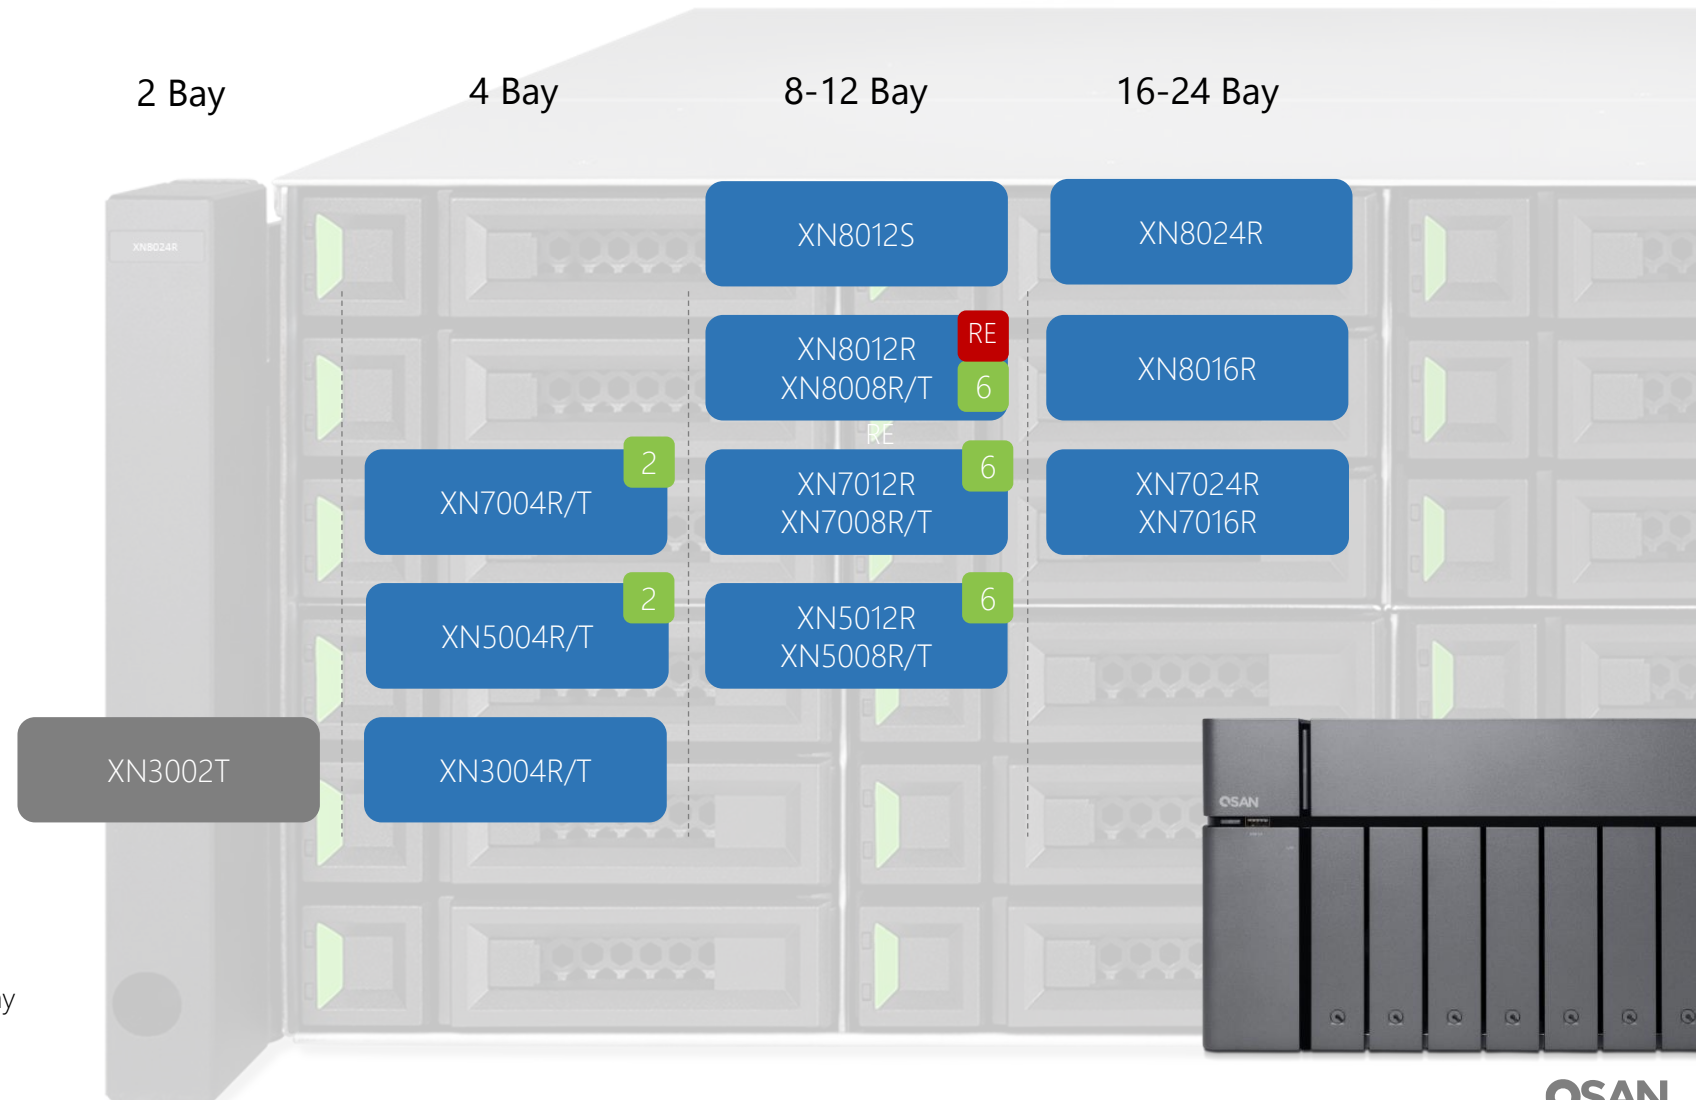 2 Bay
4 Bay
8-12 Bay
16-24 Bay
XN8012S
XN8024R
XN8024R
XN8012R
XN8008R/T
RE
6
XN8016R
RE
XN7004R/T
2
XN7012R
XN7008R/T
6
XN7024R
XN7016R
XN5004R/T
2
XN5012R
XN5008R/T
6
XN3002T
XN3004R/T
QSAN
QSAN